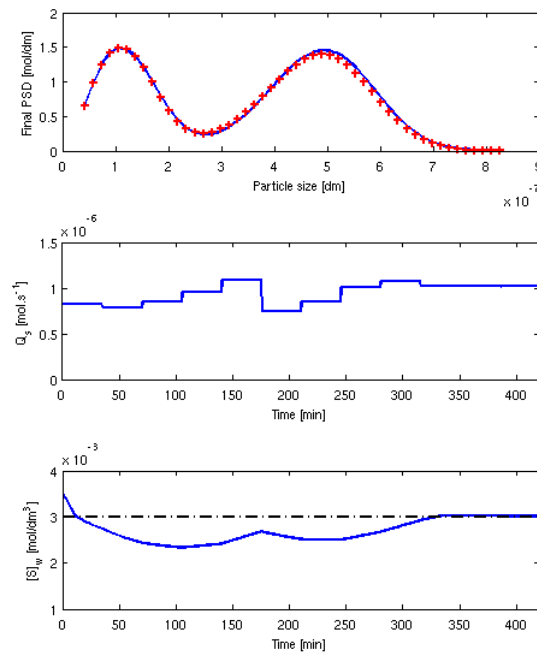 2
1.5
1
0.5
0
0 1 2 3 4 5 6 7 8 9
Final PSD [mol/dm]
Particle size [dm]
x 10⁻⁷
x 10⁻⁶
1.5
1
0.5
0
0 50 100 150 200 250 300 350 400
Qₛ [mol.s⁻¹]
Time [min]
x 10⁻³
4
3
2
1
0 50 100 150 200 250 300 350 400
[S]w [mol/dm³]
Time [min]